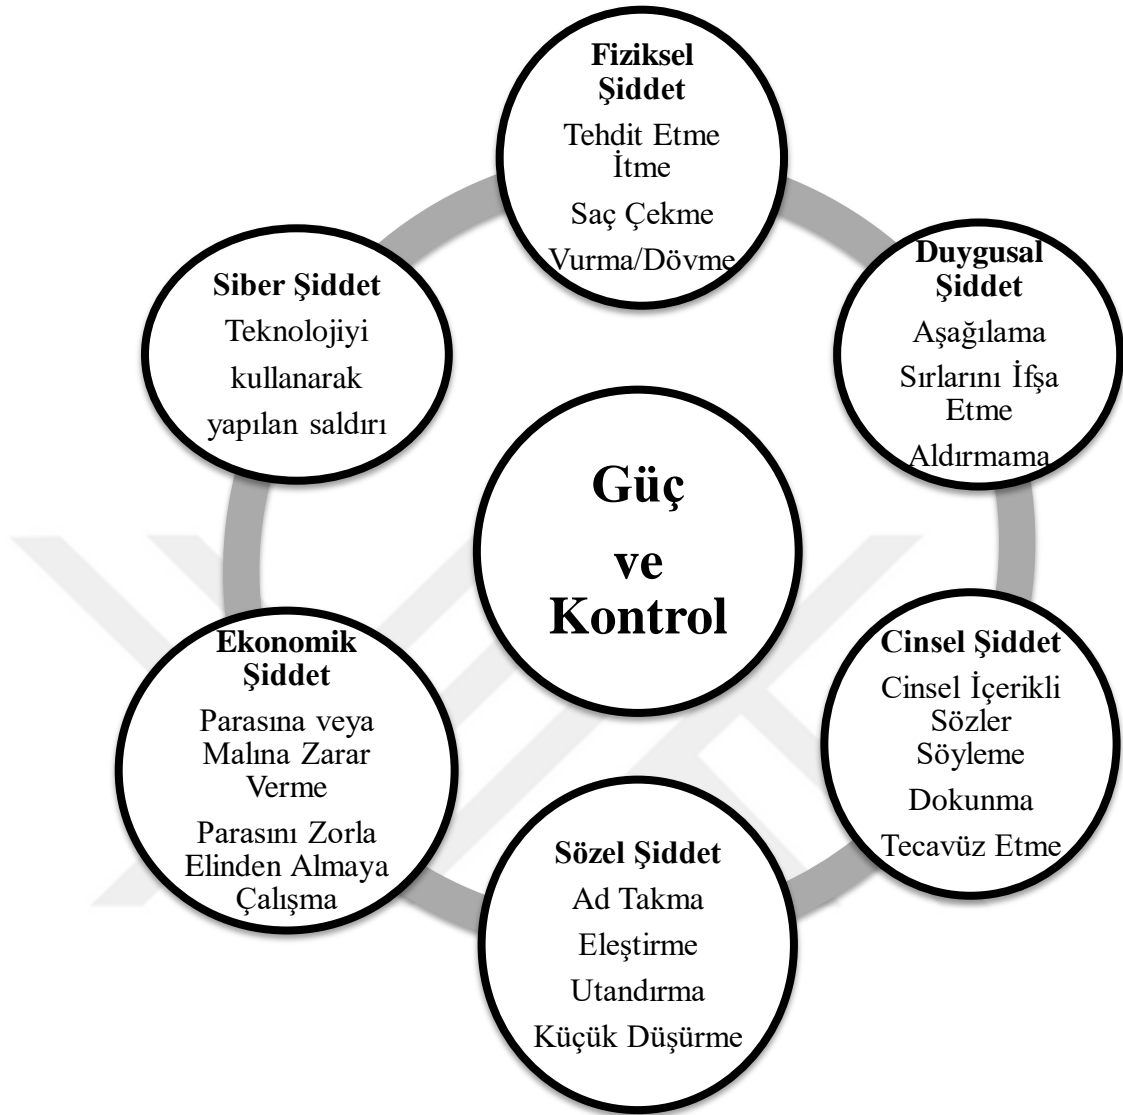 Fiziksel
Şiddet
Tehdit Etme
İtme
Saç Çekme
Vurma/Dövme
Duygusal
Şiddet
Aşağılama
Sırlarını İfşa
Etme
Aldırmama
Cinsel Şiddet
Cinsel İçerikli
Sözler
Söyleme
Dokunma
Tecavüz Etme
Sözel Şiddet
Ad Takma
Eleştirme
Utandırma
Küçük Düşürme
Ekonomik
Şiddet
Parasına veya
Malına Zarar
Verme
Parasını Zorla
Elinden Almaya
Çalışma
Siber Şiddet
Teknolojiyi
kullanarak
yapılan saldırı
Güç
ve
Kontrol